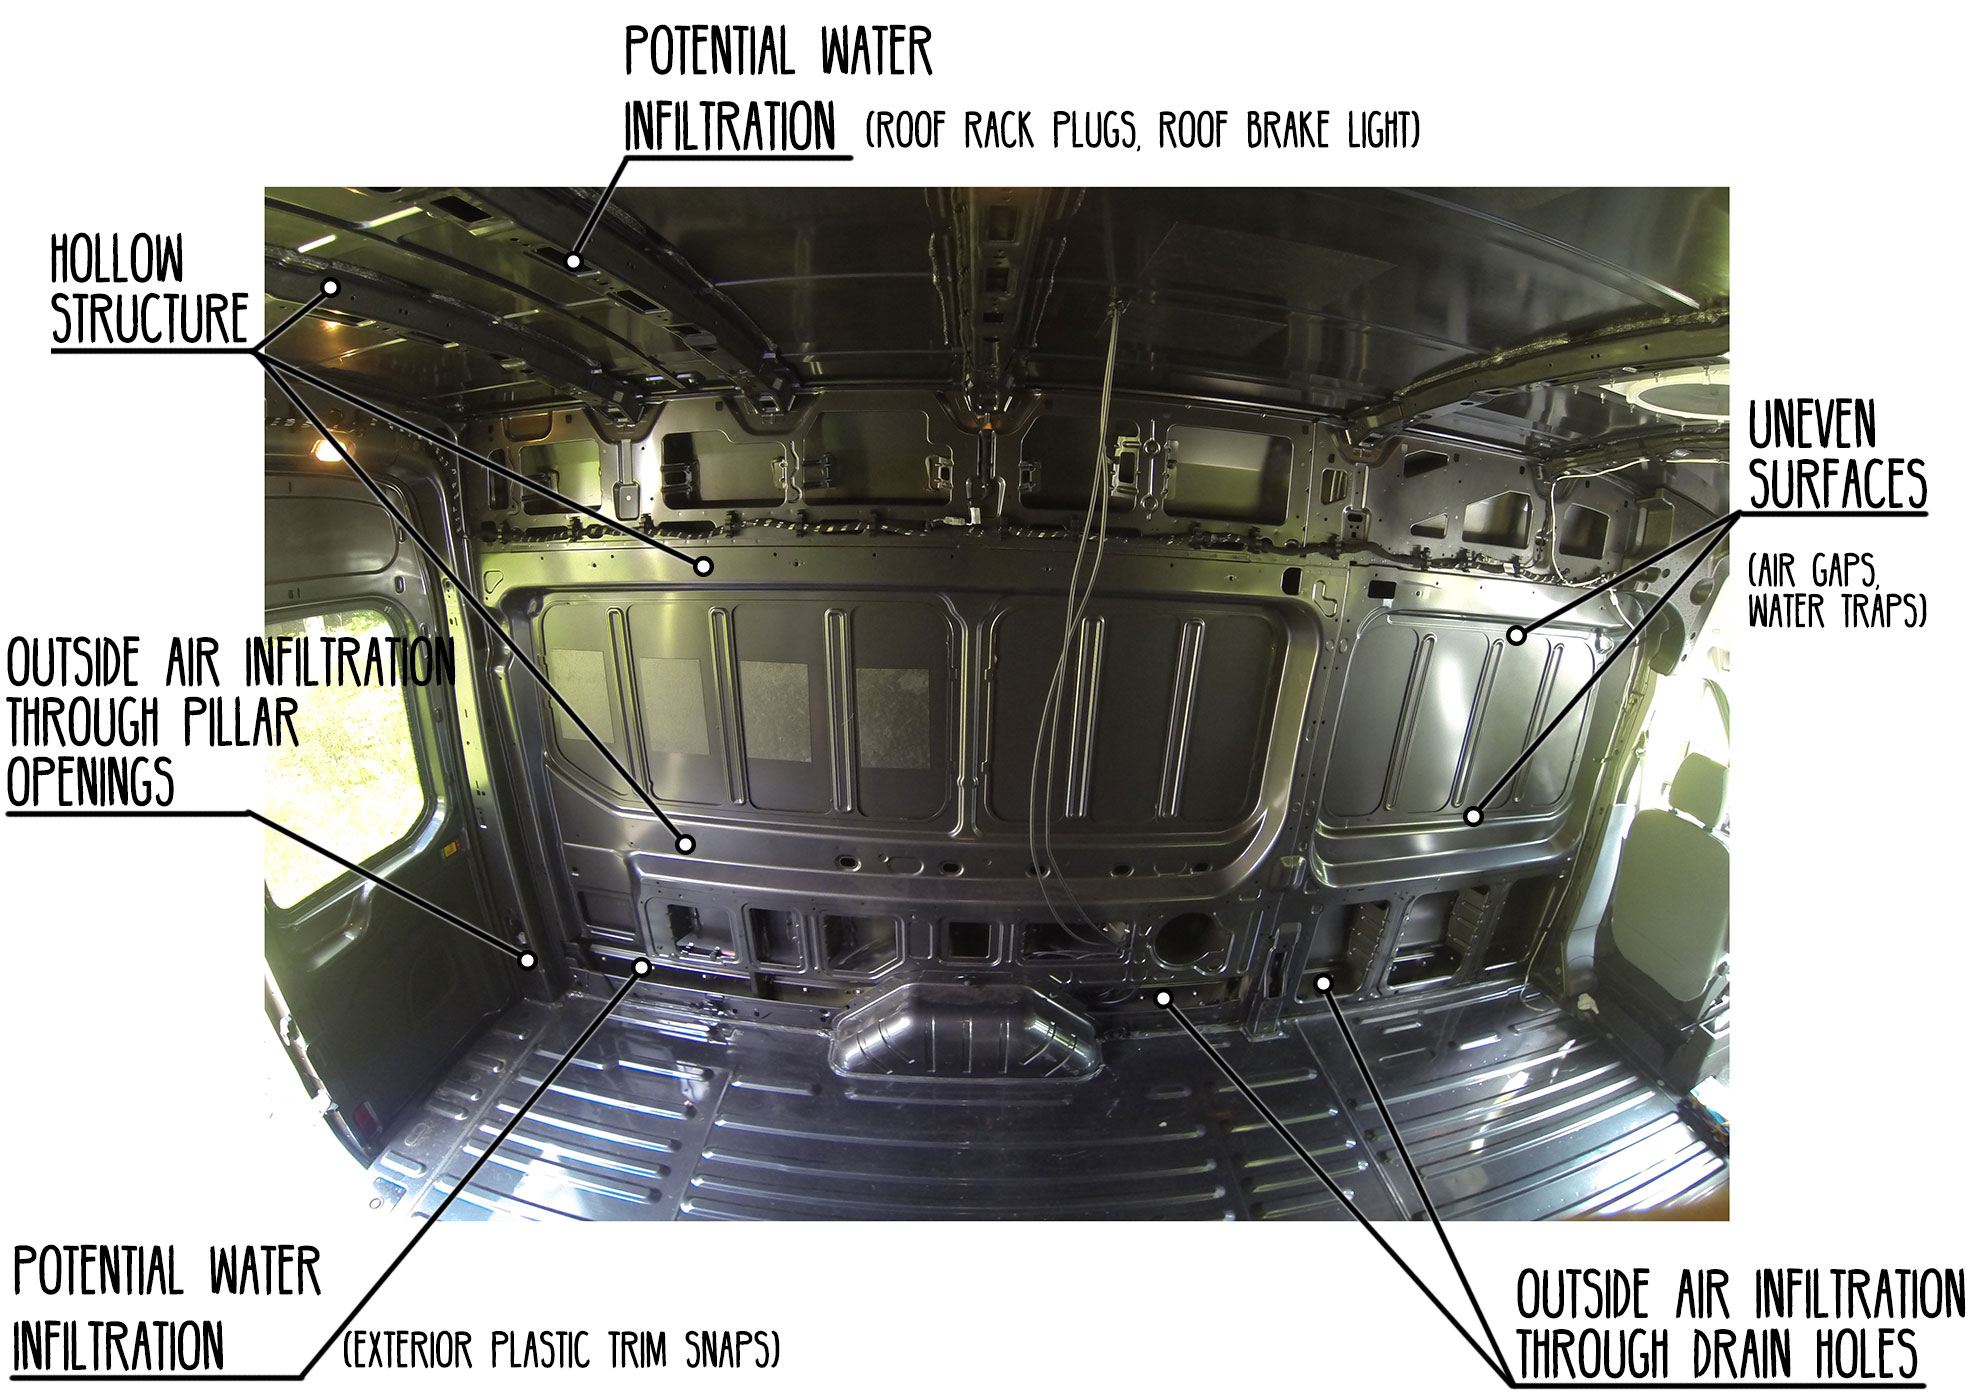 POTENTIAL WATER
INFILTRATION (ROOF RACK PLUGS, ROOF BRAKE LIGHT)
HOLLOW
STRUCTURE
UNEVEN
SURFACES
(AIR GAPS,
WATER TRAPS)
OUTSIDE AIR INFILTRATION
THROUGH PILLAR
OPENINGS
POTENTIAL WATER
INFILTRATION (EXTERIOR PLASTIC TRIM SNAPS)
OUTSIDE AIR INFILTRATION
THROUGH DRAIN HOLES